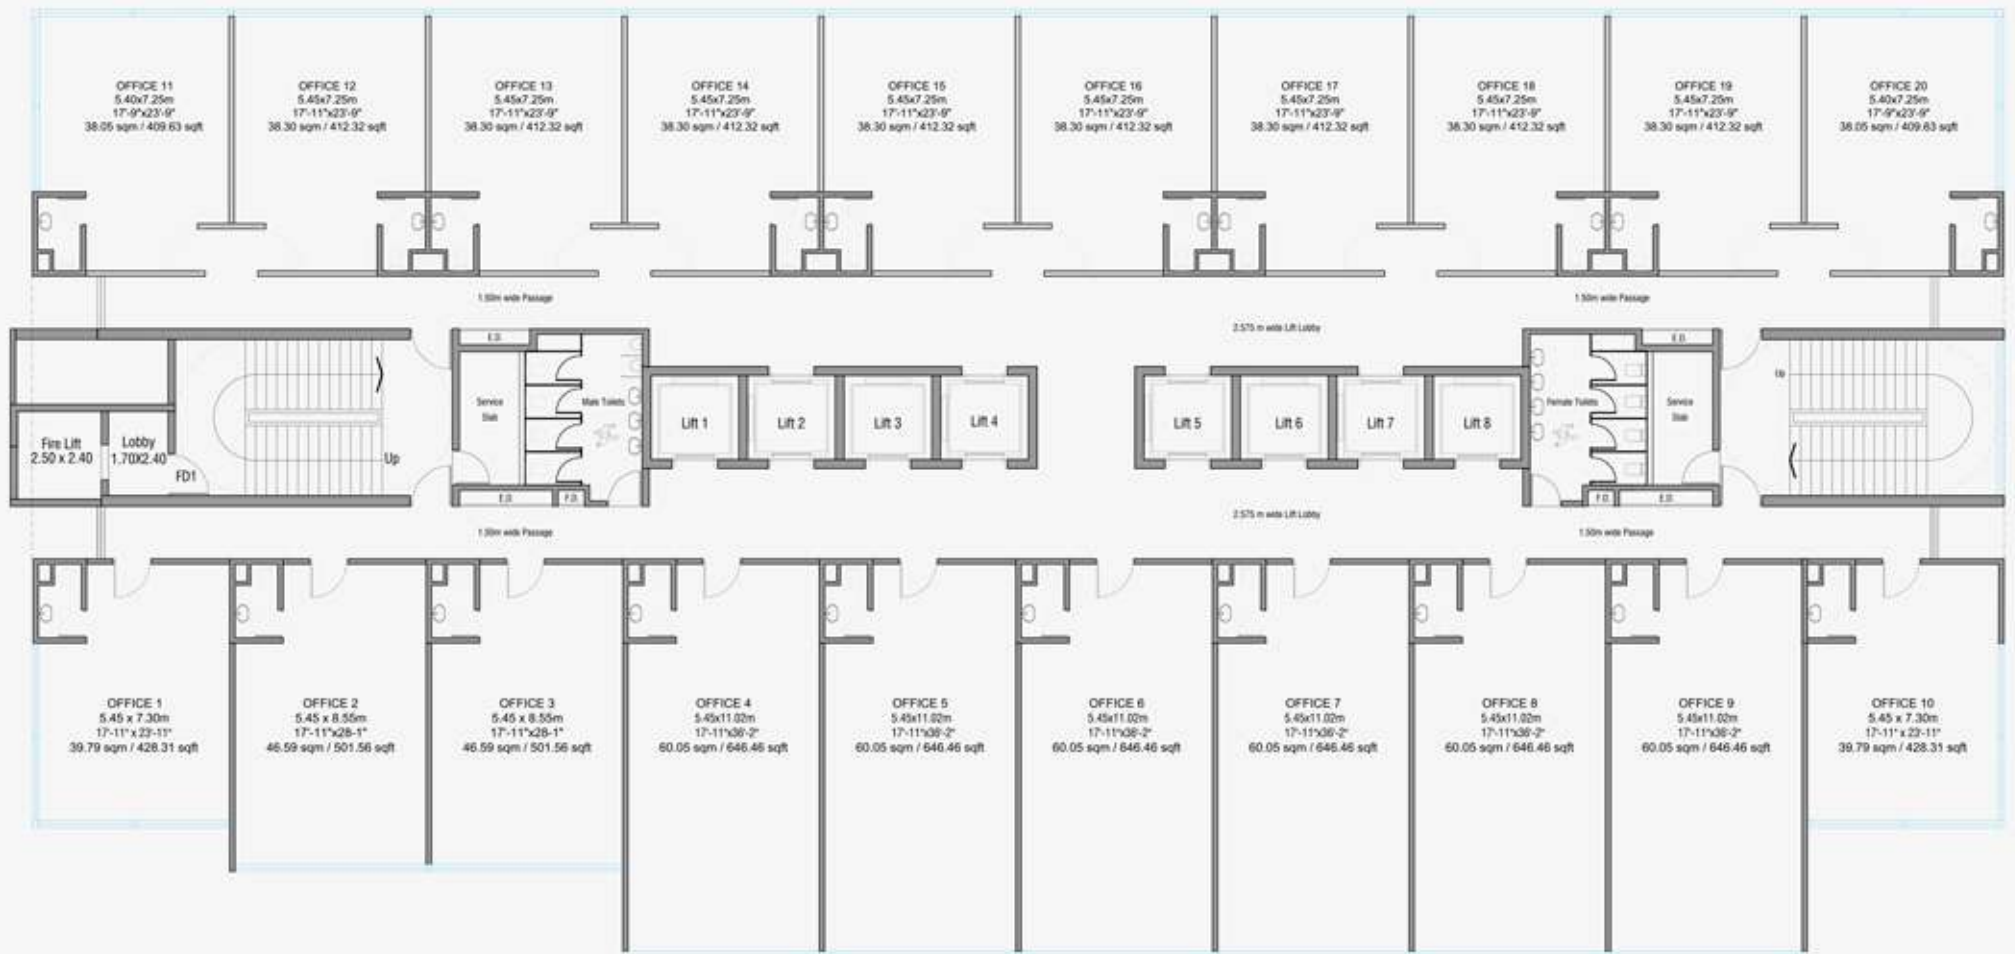 OFFICE 11
5.40x7.25m
17'-9"x23'-9"
38.05 sqm / 409.63 sqft
OFFICE 12
5.45x7.25m
17'-11"x23'-9"
38.30 sqm / 412.32 sqft
OFFICE 13
5.45x7.25m
17'-11"x23'-9"
38.30 sqm / 412.32 sqft
OFFICE 14
5.45x7.25m
17'-11"x23'-9"
38.30 sqm / 412.32 sqft
OFFICE 15
5.45x7.25m
17'-11"x23'-9"
38.30 sqm / 412.32 sqft
OFFICE 16
5.45x7.25m
17'-11"x23'-9"
38.30 sqm / 412.32 sqft
OFFICE 17
5.45x7.25m
17'-11"x23'-9"
38.30 sqm / 412.32 sqft
OFFICE 18
5.45x7.25m
17'-11"x23'-9"
38.30 sqm / 412.32 sqft
OFFICE 19
5.45x7.25m
17'-11"x23'-9"
38.30 sqm / 412.32 sqft
OFFICE 20
5.40x7.25m
17'-9"x23'-9"
38.05 sqm / 409.63 sqft
1.50m wide Passage
1.50m wide Passage
2.575 m wide Lift Lobby
E.D.
E.D.
Fire Lift
2.50 x 2.40
Lobby
1.70X2.40
FD1
Up
Service
Slab
Male Toilets
Lift 1
Lift 2
Lift 3
Lift 4
Lift 5
Lift 6
Lift 7
Lift 8
Female Toilets
Service
Slab
Up
E.D.
F.D.
F.D.
E.D.
2.575 m wide Lift Lobby
1.50m wide Passage
1.50m wide Passage
OFFICE 1
5.45 x 7.30m
17'-11" x 23'-11"
39.79 sqm / 428.31 sqft
OFFICE 2
5.45 x 8.55m
17'-11"x28-1"
46.59 sqm / 501.56 sqft
OFFICE 3
5.45 x 8.55m
17'-11"x28-1"
46.59 sqm / 501.56 sqft
OFFICE 4
5.45x11.02m
17'-11"x36'-2"
60.05 sqm / 646.46 sqft
OFFICE 5
5.45x11.02m
17'-11"x36'-2"
60.05 sqm / 646.46 sqft
OFFICE 6
5.45x11.02m
17'-11"x36'-2"
60.05 sqm / 646.46 sqft
OFFICE 7
5.45x11.02m
17'-11"x36'-2"
60.05 sqm / 646.46 sqft
OFFICE 8
5.45x11.02m
17'-11"x36'-2"
60.05 sqm / 646.46 sqft
OFFICE 9
5.45x11.02m
17'-11"x36'-2"
60.05 sqm / 646.46 sqft
OFFICE 10
5.45 x 7.30m
17'-11" x 23'-11"
39.79 sqm / 428.31 sqft